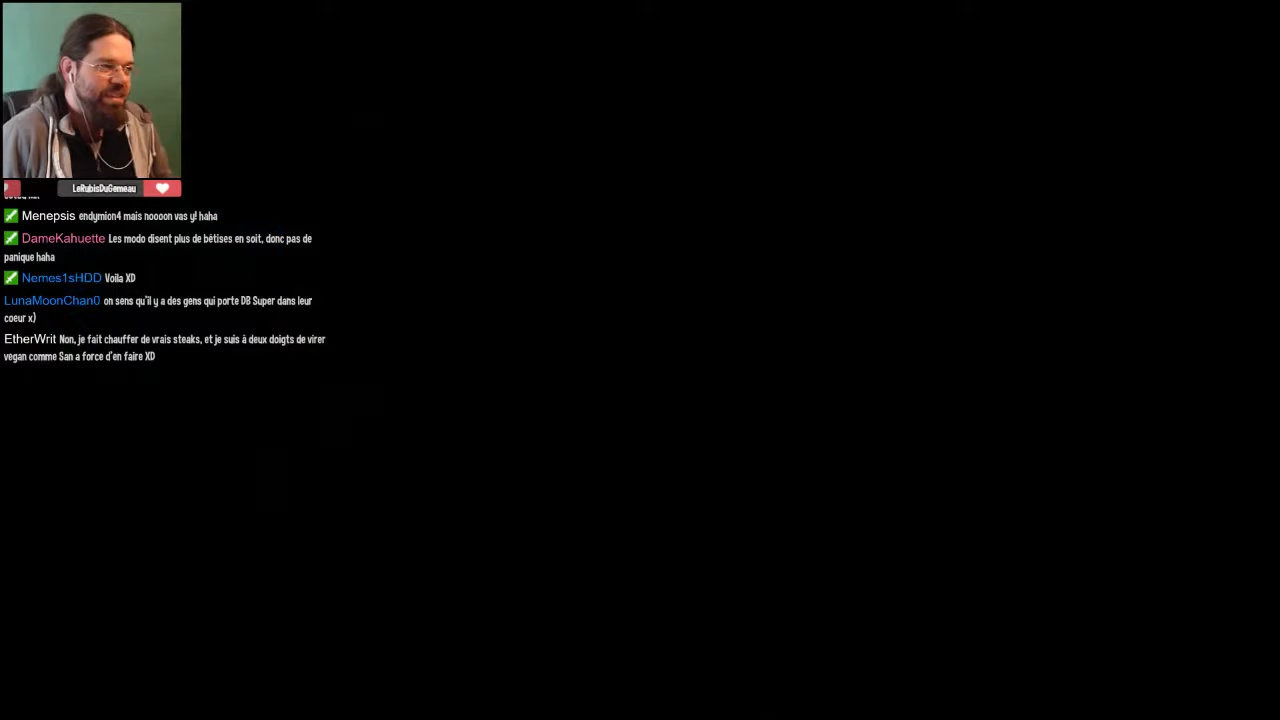 LeRubisDuGemeau
Menepsis endymion4 mais noooon vas y! haha
DameKahuette Les modo disent plus de bêtises en soit, donc pas de
panique haha
Nemes1sHDD Voila XD
LunaMoonChan0 on sens qu'il y a des gens qui porte DB Super dans leur
coeur x)
EtherWrit Non, je fait chauffer de vrais steaks, et je suis à deux doigts de virer
vegan comme San a force d'en faire XD